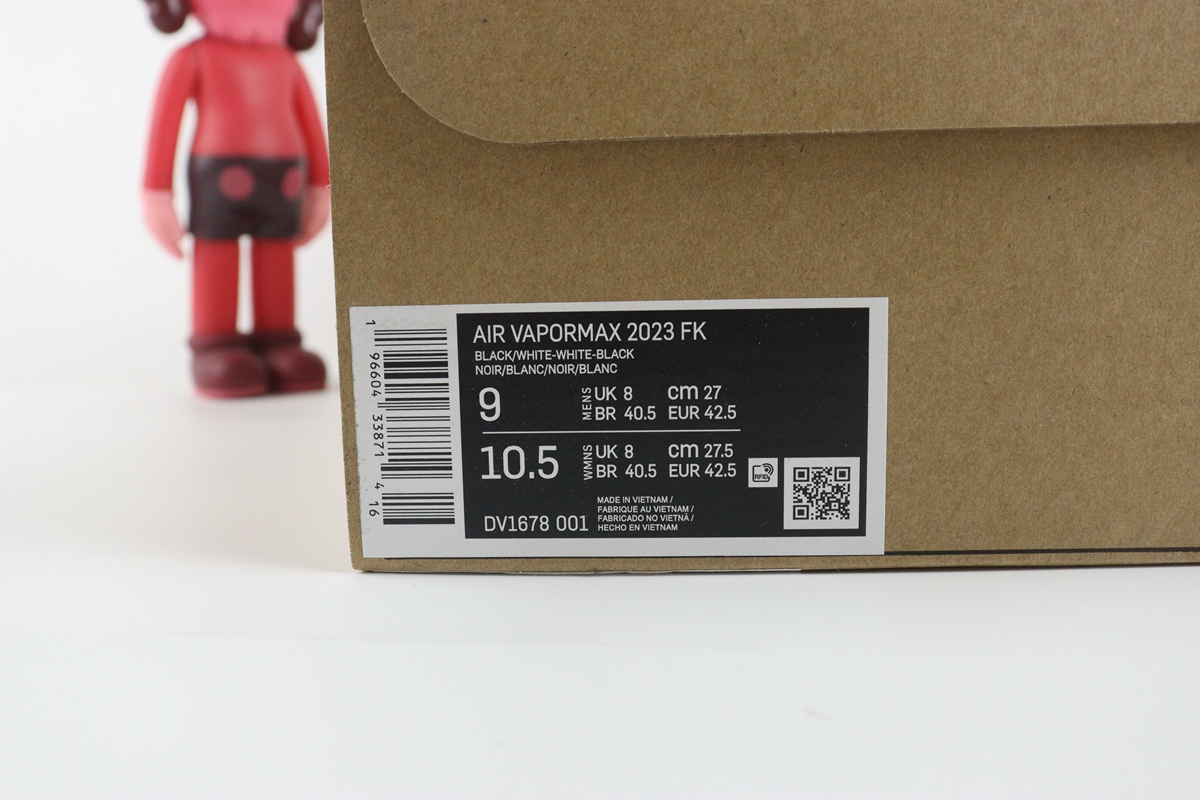 AIR VAPORMAX 2023 FK
BLACK/WHITE-WHITE-BLACK
NOIR/BLANC/NOIR/BLANC
9 MENS UK 8 cm 27
BR 40.5 EUR 42.5
10.5 WMNS UK 8 cm 27.5
BR 40.5 EUR 42.5
RFID
DV1678 001
MADE IN VIETNAM /
FABRIQUE AU VIETNAM /
FABRICADO NO VIETNÃ /
HECHO EN VIETNAM
1 96604 33871 4 16